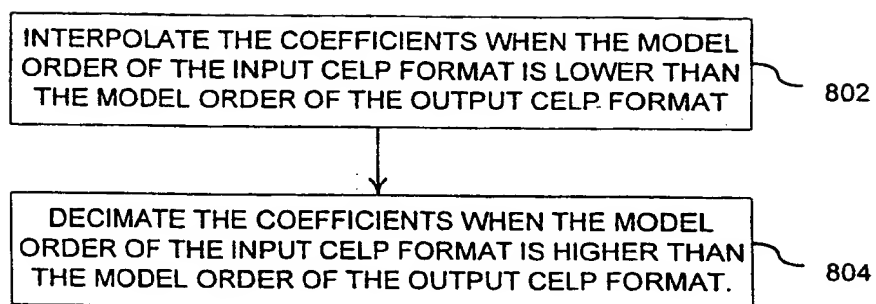 INTERPOLATE THE COEFFICIENTS WHEN THE MODEL
ORDER OF THE INPUT CELP FORMAT IS LOWER THAN
THE MODEL ORDER OF THE OUTPUT CELP FORMAT
802
DECIMATE THE COEFFICIENTS WHEN THE MODEL
ORDER OF THE INPUT CELP FORMAT IS HIGHER THAN
THE MODEL ORDER OF THE OUTPUT CELP FORMAT.
804